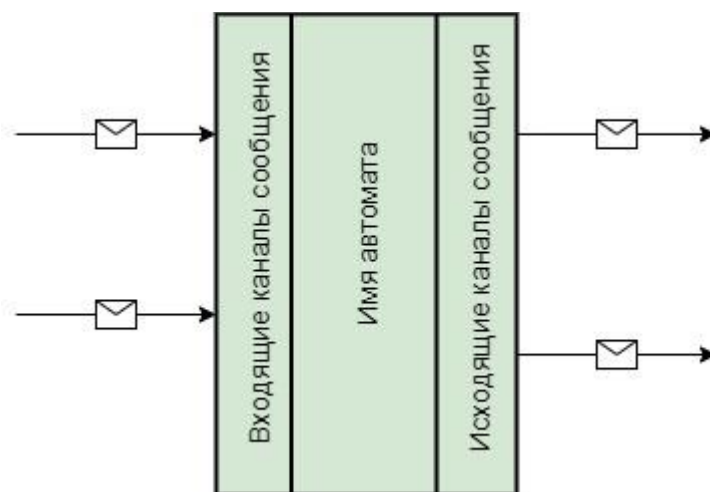 Входящие каналы сообщения
Имя автомата
Исходящие каналы сообщения